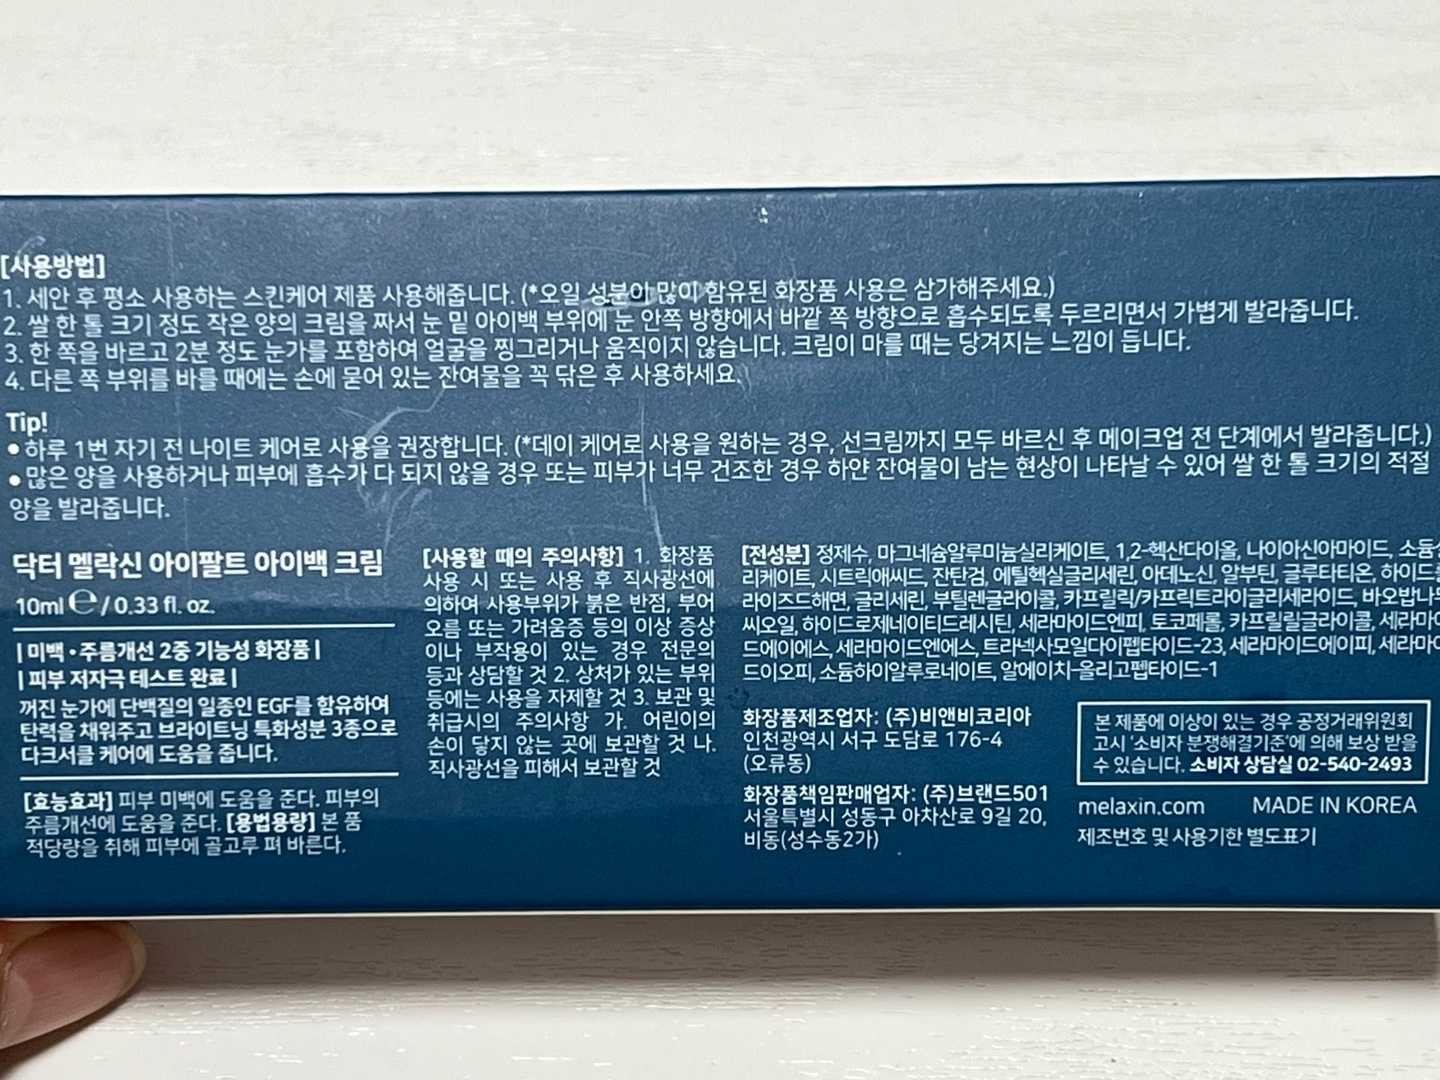 [사용방법]
1. 세안 후 평소 사용하는 스킨케어 제품 사용해줍니다. (*오일 성분이 많이 함유된 화장품 사용은 삼가해주세요.)
2. 쌀 한 톨 크기 정도 작은 양의 크림을 짜서 눈 밑 아이백 부위에 눈 안쪽 방향에서 바깥 쪽 방향으로 흡수되도록 두르리면서 가볍게 발라줍니다.
3. 한 쪽을 바르고 2분 정도 눈가를 포함하여 얼굴을 찡그리거나 움직이지 않습니다. 크림이 마를 때는 당겨지는 느낌이 듭니다.
4. 다른 쪽 부위를 바를 때에는 손에 묻어 있는 잔여물을 꼭 닦은 후 사용하세요.
Tip!
• 하루 1번 자기 전 나이트 케어로 사용을 권장합니다. (*데이 케어로 사용을 원하는 경우, 선크림까지 모두 바르신 후 메이크업 전 단계에서 발라줍니다.)
• 많은 양을 사용하거나 피부에 흡수가 다 되지 않을 경우 또는 피부가 너무 건조한 경우 하얀 잔여물이 남는 현상이 나타날 수 있어 쌀 한 톨 크기의 적절
양을 발라줍니다.
닥터 멜락신 아이팔트 아이백 크림
10ml ℮ / 0.33 fl. oz.
| 미백 • 주름개선 2중 기능성 화장품 |
| 피부 저자극 테스트 완료 |
꺼진 눈가에 단백질의 일종인 EGF를 함유하여
탄력을 채워주고 브라이트닝 특화성분 3종으로
다크서클 케어에 도움을 줍니다.
[효능효과] 피부 미백에 도움을 준다. 피부의
주름개선에 도움을 준다. [용법용량] 본 품
적당량을 취해 피부에 골고루 펴 바른다.
[사용할 때의 주의사항] 1. 화장품
사용 시 또는 사용 후 직사광선에
의하여 사용부위가 붉은 반점, 부어
오름 또는 가려움증 등의 이상 증상
이나 부작용이 있는 경우 전문의
등과 상담할 것 2. 상처가 있는 부위
등에는 사용을 자제할 것 3. 보관 및
취급시의 주의사항 가. 어린이의
손이 닿지 않는 곳에 보관할 것 나.
직사광선을 피해서 보관할 것
[전성분] 정제수, 마그네슘알루미늄실리케이트, 1,2-헥산다이올, 나이아신아마이드, 소듐
리케이트, 시트릭애씨드, 잔탄검, 에틸헥실글리세린, 아데노신, 알부틴, 글루타티온, 하이드
라이즈드해면, 글리세린, 부틸렌글라이콜, 카프릴릭/카프릭트라이글리세라이드, 바오밥나
씨오일, 하이드로제네이티드레시틴, 세라마이드엔피, 토코페롤, 카프릴릴글라이콜, 세라마
드에이에스, 세라마이드엔에스, 트라넥사모일다이펩타이드-23, 세라마이드에이피, 세라마
드이오피, 소듐하이알루로네이트, 알에이치-올리고펩타이드-1
화장품제조업자: (주)비앤비코리아
인천광역시 서구 도담로 176-4
(오류동)
화장품책임판매업자: (주)브랜드501
서울특별시 성동구 아차산로 9길 20,
비동(성수동2가)
본 제품에 이상이 있는 경우 공정거래위원회
고시 '소비자 분쟁해결기준'에 의해 보상 받을
수 있습니다. 소비자 상담실 02-540-2493
melaxin.com MADE IN KOREA
제조번호 및 사용기한 별도표기